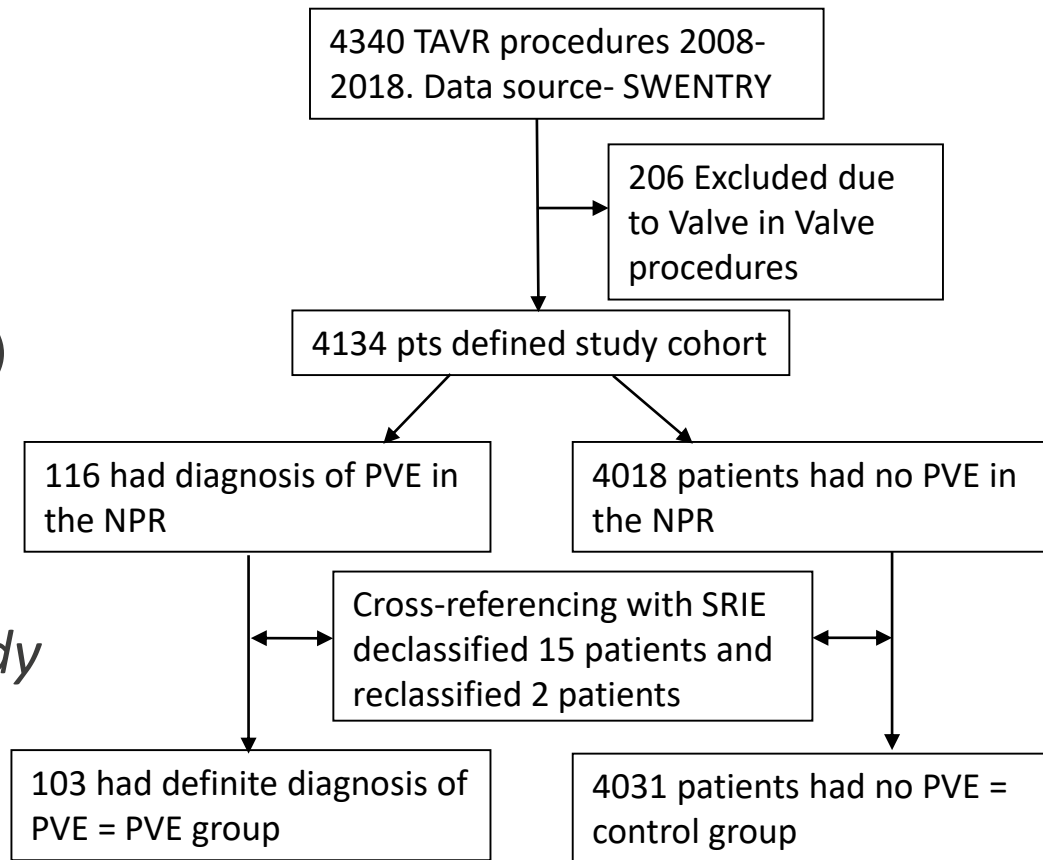 4340 TAVR procedures 2008-
2018. Data source- SWENTRY
206 Excluded due
to Valve in Valve
procedures
)
4134 pts defined study cohort
116 had diagnosis of PVE in
the NPR
4018 patients had no PVE in
the NPR
Cross-referencing with SRIE
declassified 15 patients and
reclassified 2 patients
dy
103 had definite diagnosis of
PVE = PVE group
4031 patients had no PVE =
control group